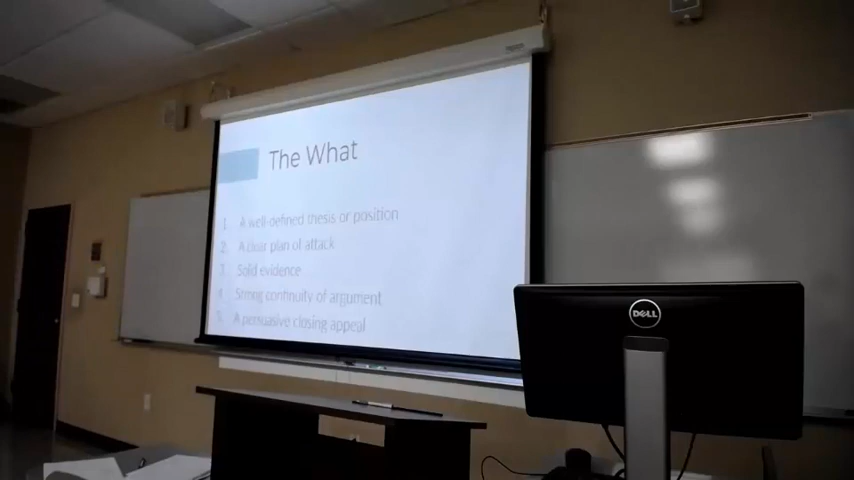 The What
1. A well-defined thesis or position
2. A clear plan of attack
3. Solid evidence
4. Strong continuity of argument
5. A persuasive closing appeal
DELL